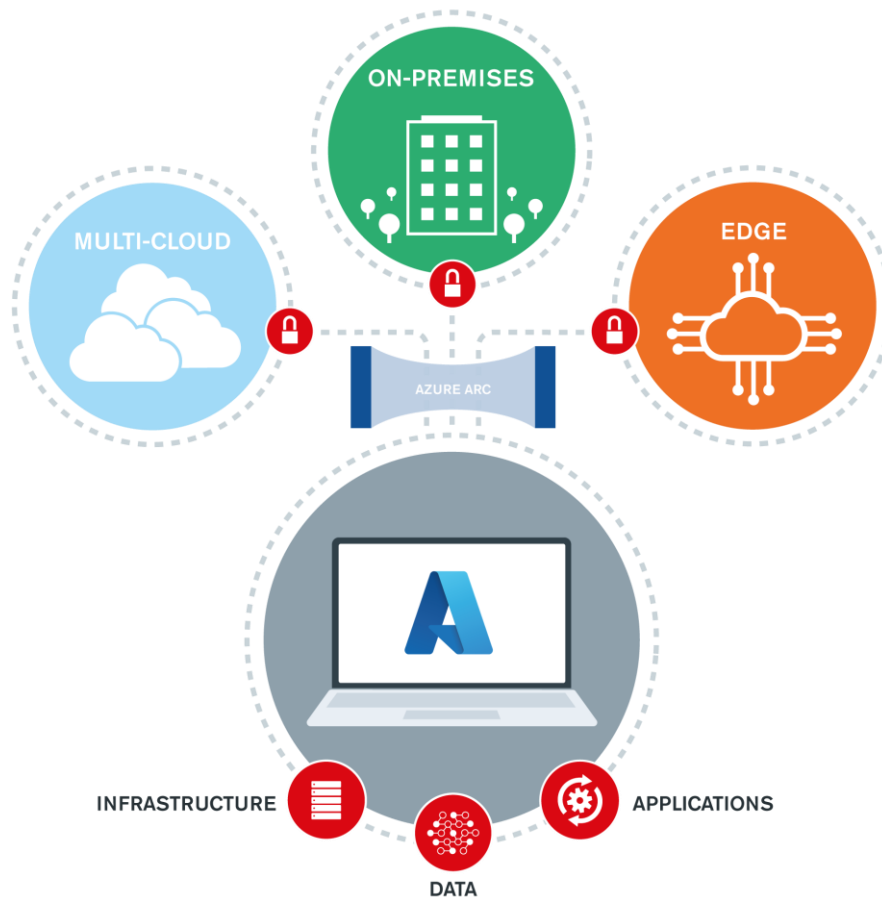 ON-PREMISES
MULTI-CLOUD
EDGE
AZURE ARC
INFRASTRUCTURE
APPLICATIONS
DATA